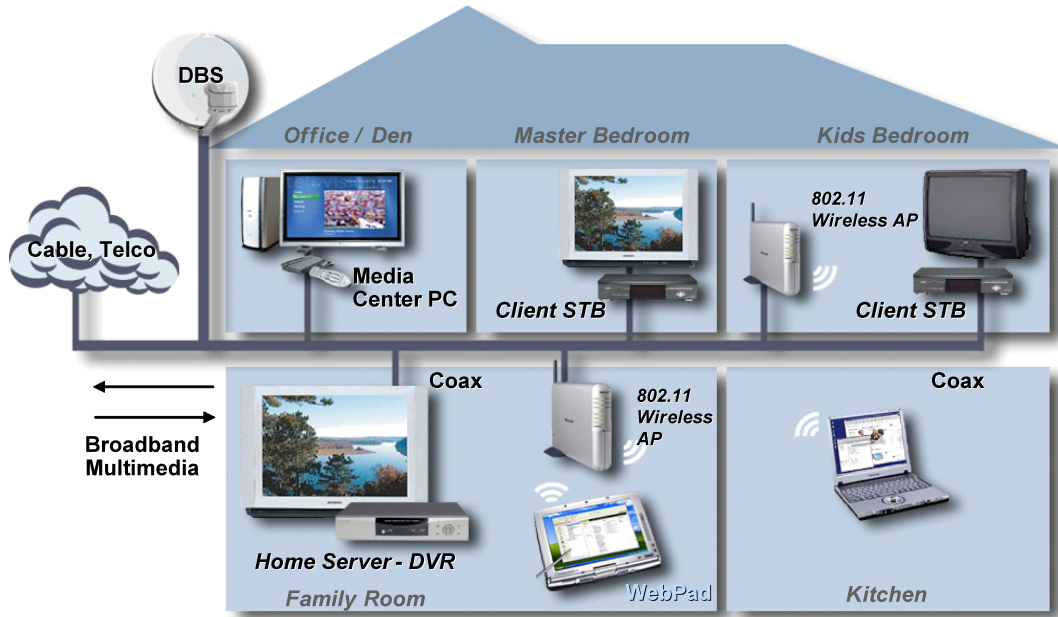 DBS
Office / Den
Master Bedroom
Kids Bedroom
802.11
Wireless AP
Cable, Telco
Media
Center PC
Client STB
Client STB
Coax
Coax
802.11
Wireless
AP
Broadband
Multimedia
Home Server - DVR
WebPad
Family Room
Kitchen